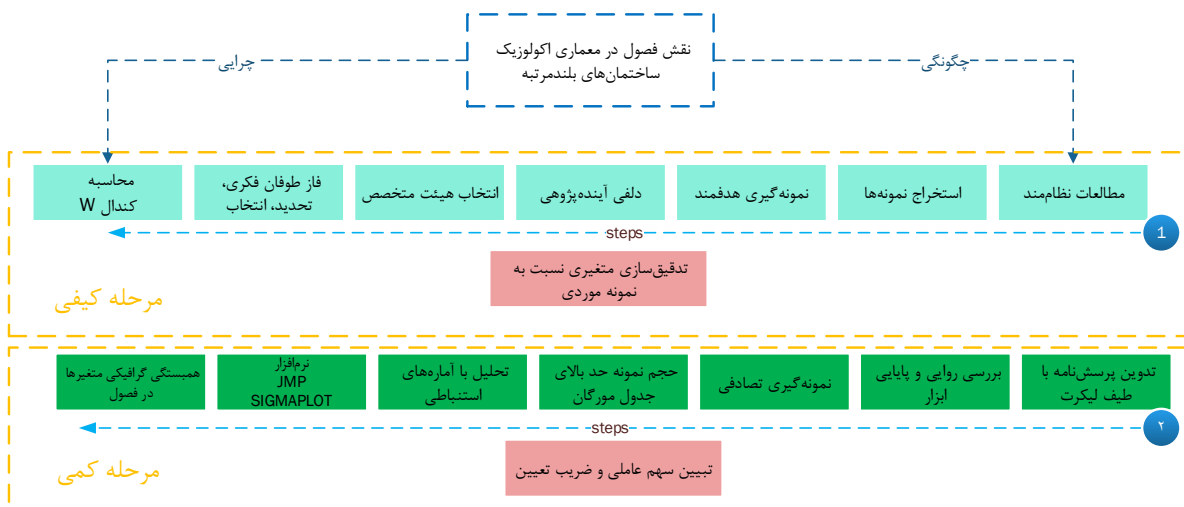 نقش فصول در معماری اکولوزیک
ساختمان‌های بلندمرتبه
چگونگی
چرایی
مطالعات نظام‌مند
استخراج نمونه‌ها
نمونه‌گیری هدفمند
دلفی آینده‌پژوهی
انتخاب هیئت متخصص
فاز طوفان فکری،
تحدید، انتخاب
محاسبه
کندال W
1
steps
تدقیق‌سازی متغیری نسبت به
نمونه موردی
مرحله کیفی
تدوین پرسش‌نامه با
طیف لیکرت
بررسی روایی و پایایی
ابزار
نمونه‌گیری تصادفی
حجم نمونه حد بالای
جدول مورگان
تحلیل با آماره‌های
استنباطی
نرم‌افزار
JMP
SIGMAPLOT
همبستگی گرافیکی متغیرها
در فصول
۲
steps
تبیین سهم عاملی و ضریب تعیین
مرحله کمی